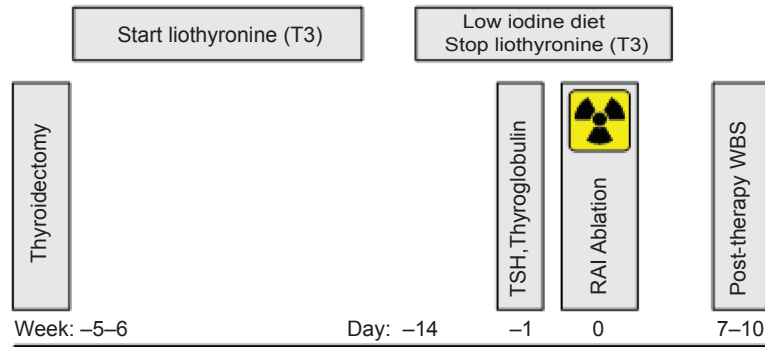 Start liothyronine (T3)
Low iodine diet
Stop liothyronine (T3)
Thyroidectomy
TSH,Thyroglobulin
RAI Ablation
Post-therapy WBS
Week: –5–6 Day: –14 –1 0 7–10